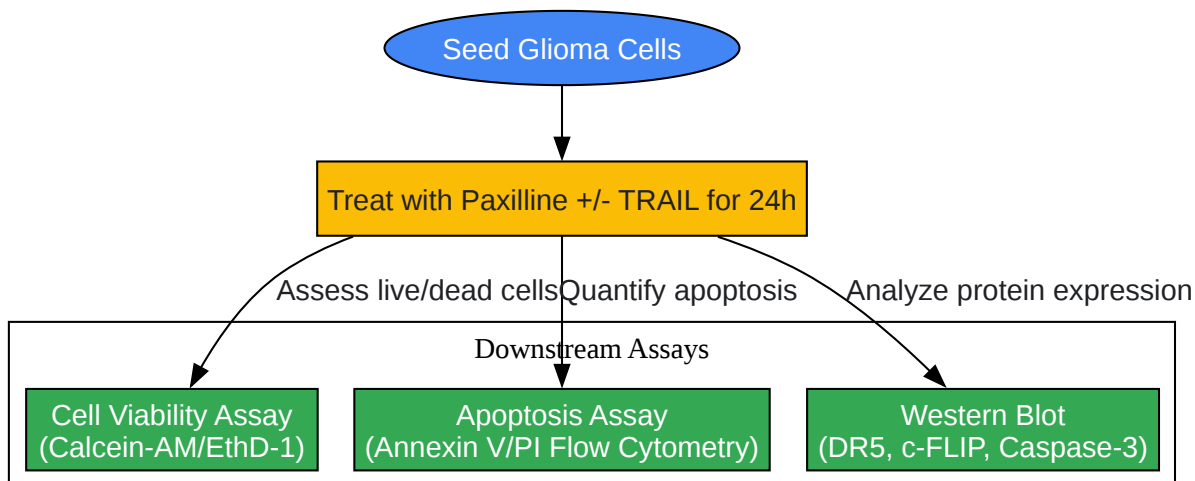 Seed Glioma Cells
Treat with Paxilline +/- TRAIL for 24h
Assess live/dead cells
Quantify apoptosis
Analyze protein expression
Downstream Assays
Cell Viability Assay
(Calcein-AM/EthD-1)
Apoptosis Assay
(Annexin V/PI Flow Cytometry)
Western Blot
(DR5, c-FLIP, Caspase-3)